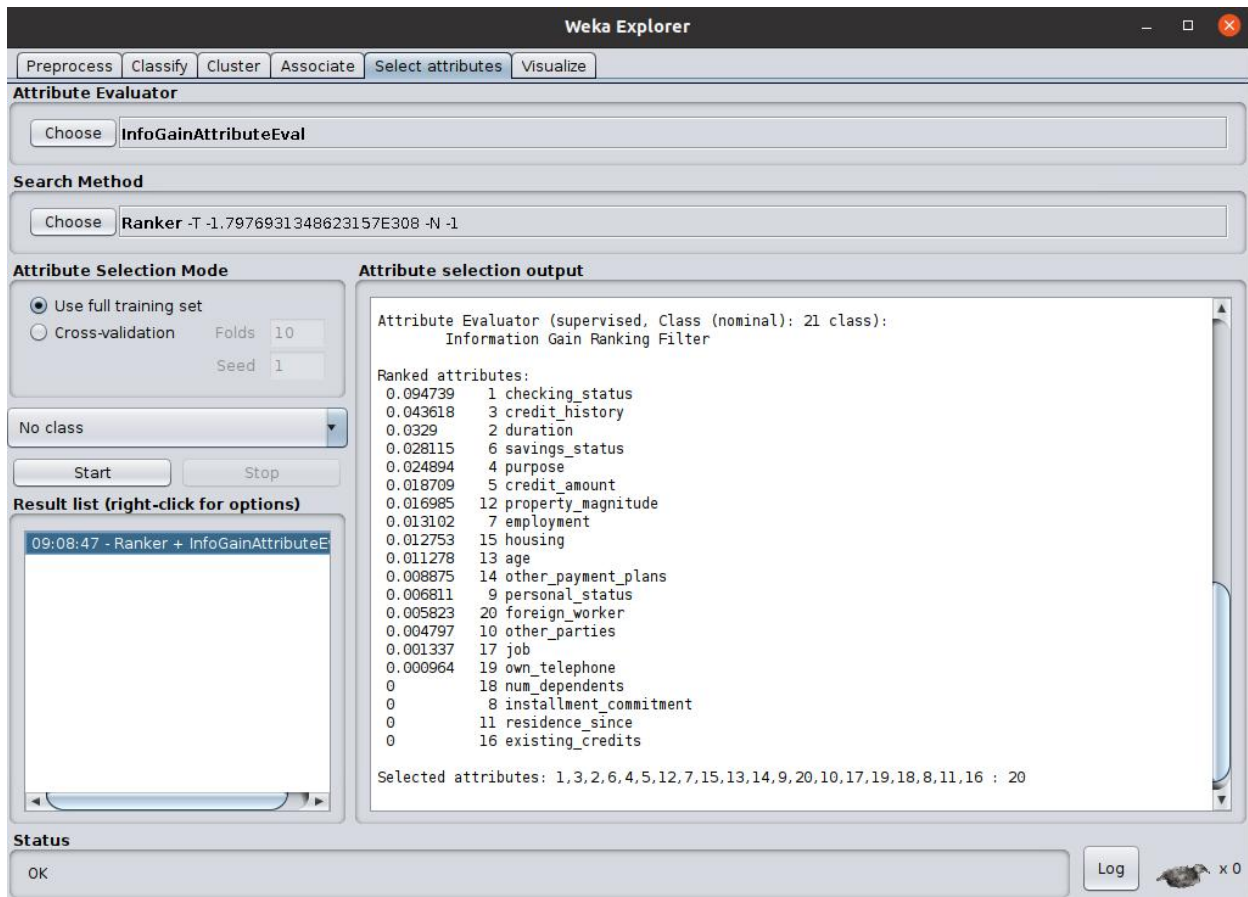 Weka Explorer
Preprocess Classify Cluster Associate Select attributes Visualize
Attribute Evaluator
Choose InfoGainAttributeEval
Search Method
Choose Ranker -T -1.7976931348623157E308 -N -1
Attribute Selection Mode
Use full training set
Cross-validation Folds 10
Seed 1
No class
Start Stop
Result list (right-click for options)
09:08:47 - Ranker + InfoGainAttributeE
Attribute selection output
Attribute Evaluator (supervised, Class (nominal): 21 class):
Information Gain Ranking Filter
Ranked attributes:
0.094739 1 checking_status
0.043618 3 credit_history
0.0329 2 duration
0.028115 6 savings_status
0.024894 4 purpose
0.018709 5 credit_amount
0.016985 12 property_magnitude
0.013102 7 employment
0.012753 15 housing
0.011278 13 age
0.008875 14 other_payment_plans
0.006811 9 personal_status
0.005823 20 foreign_worker
0.004797 10 other_parties
0.001337 17 job
0.000964 19 own_telephone
0 18 num_dependents
0 8 installment_commitment
0 11 residence_since
0 16 existing_credits
Selected attributes: 1,3,2,6,4,5,12,7,15,13,14,9,20,10,17,19,18,8,11,16 : 20
Status
OK
Log x 0